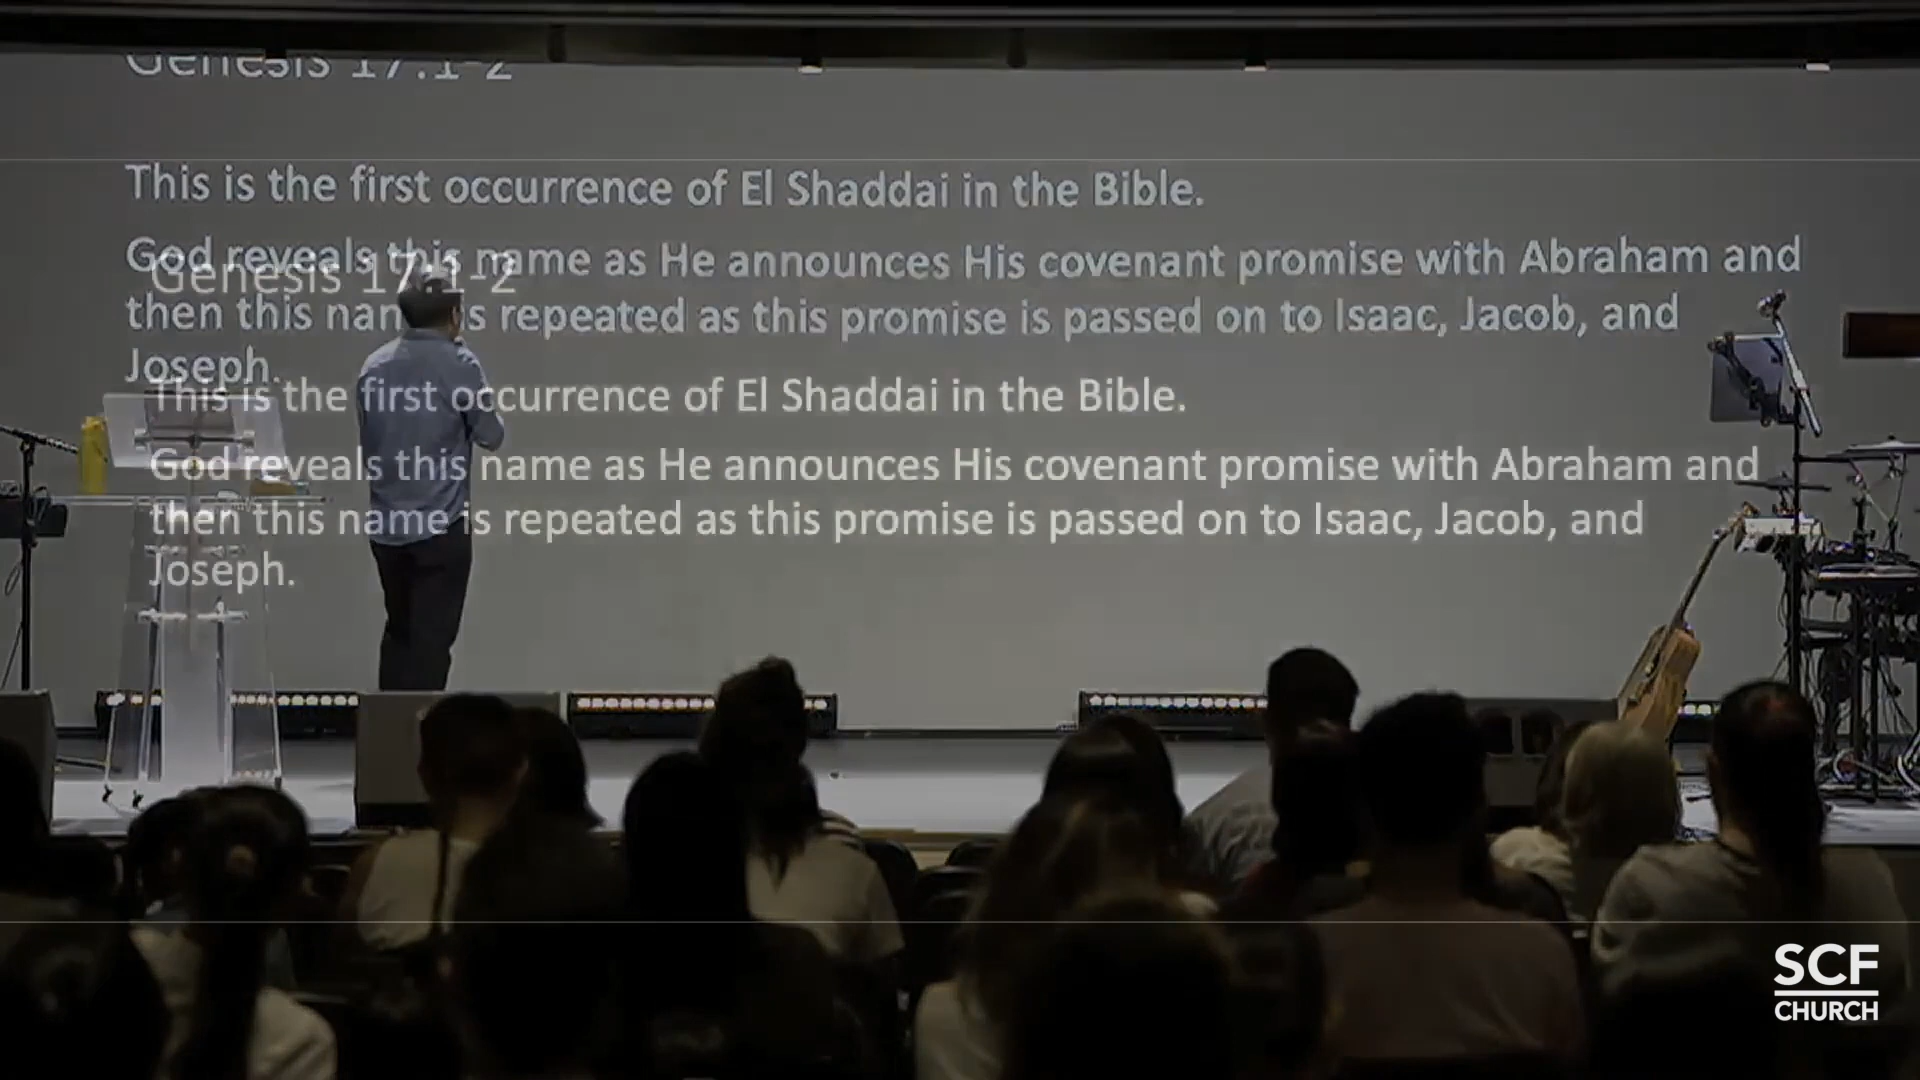 Genesis 17:1-2
This is the first occurrence of El Shaddai in the Bible.
God reveals this name as He announces His covenant promise with Abraham and
then this name is repeated as this promise is passed on to Isaac, Jacob, and
Joseph.
Genesis 17:1-2
This is the first occurrence of El Shaddai in the Bible.
God reveals this name as He announces His covenant promise with Abraham and
then this name is repeated as this promise is passed on to Isaac, Jacob, and
Joseph.
SCF
CHURCH